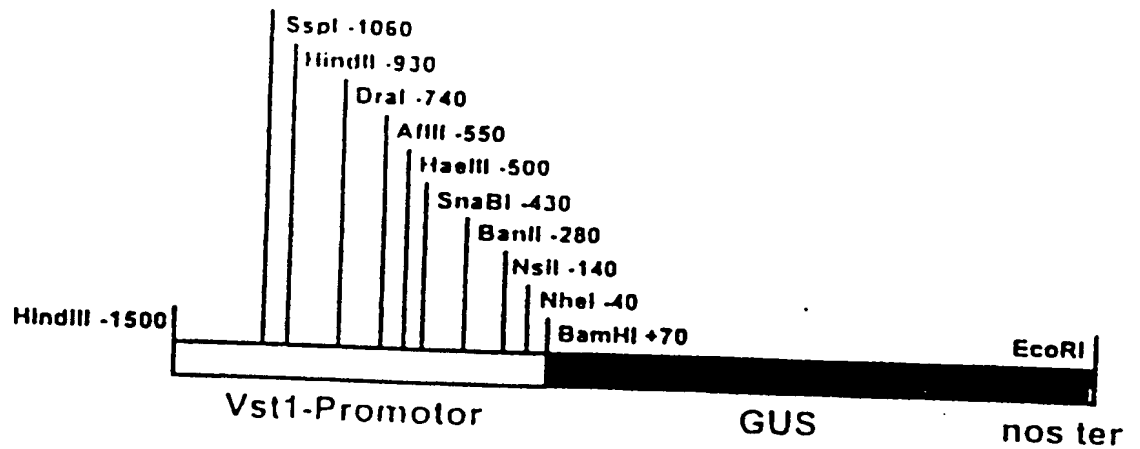 SspI -1060
HindII -930
DraI -740
AflII -550
HaeIII -500
SnaBI -430
BanII -280
NsiI -140
NheI -40
HindIII -1500
BamHI +70
EcoRI
Vst1-Promotor
GUS
nos ter